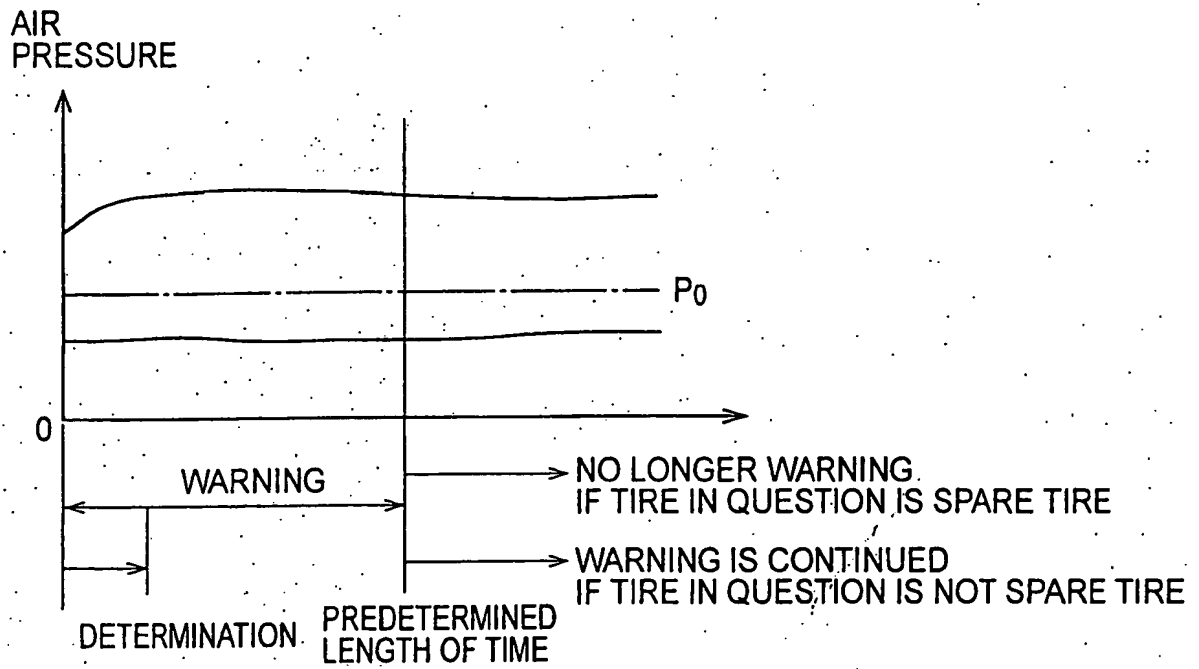 AIR
PRESSURE
P0
0
WARNING
NO LONGER WARNING
IF TIRE IN QUESTION IS SPARE TIRE
WARNING IS CONTINUED
IF TIRE IN QUESTION IS NOT SPARE TIRE
DETERMINATION
PREDETERMINED
LENGTH OF TIME